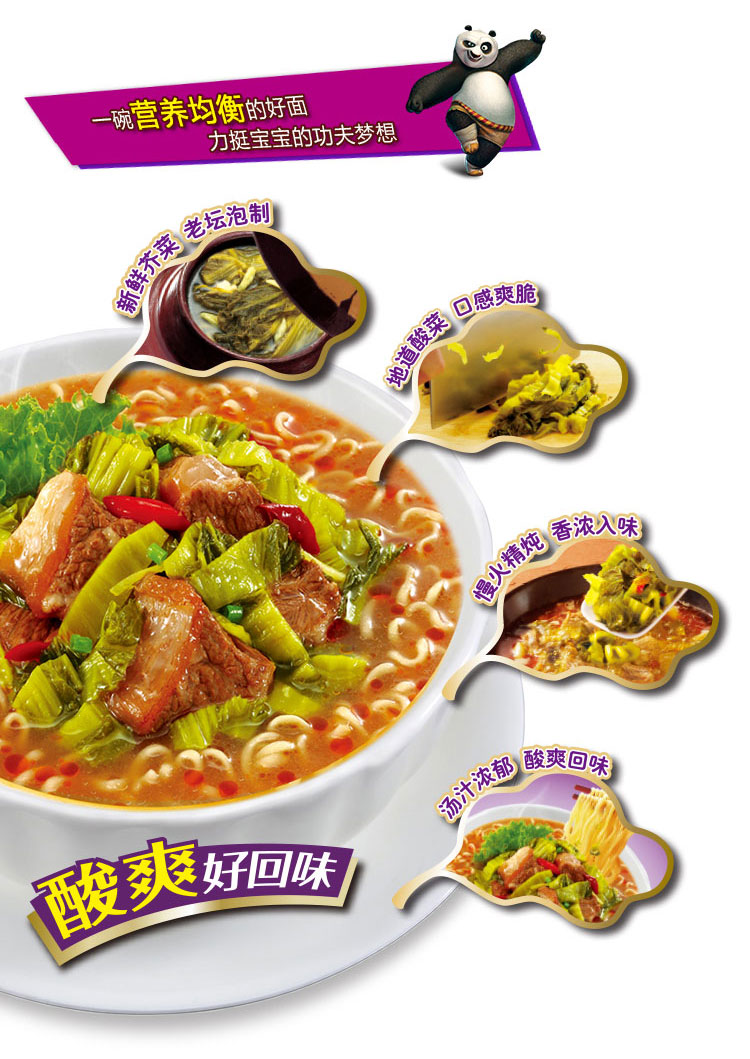 一碗营养均衡的好面
力挺宝宝的功夫梦想
新鲜芥菜 老坛泡制
地道酸菜 口感爽脆
慢火精炖 香浓入味
汤汁浓郁 酸爽回味
酸爽好回味